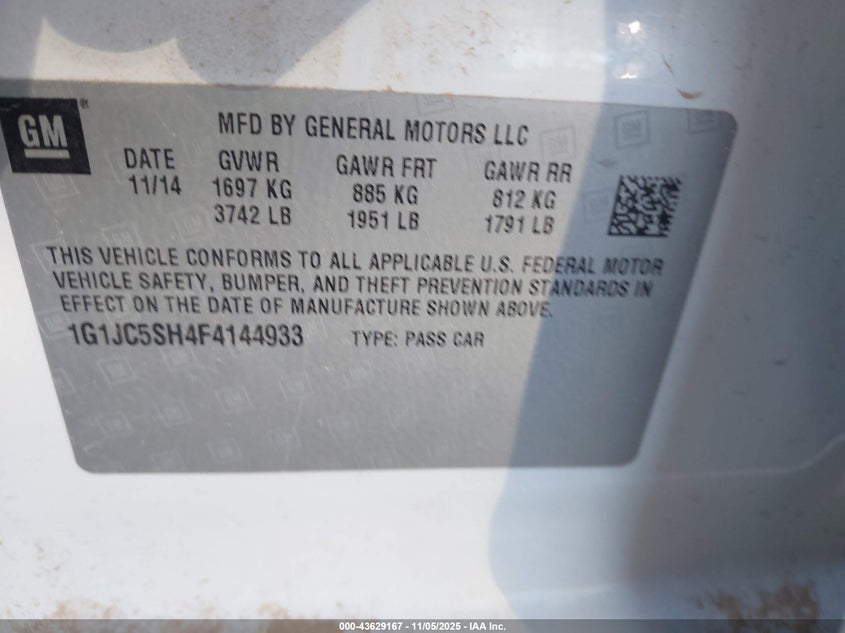 GM ®
MFD BY GENERAL MOTORS LLC
DATE GVWR GAWR FRT GAWR RR
11/14 1697 KG 885 KG 812 KG
3742 LB 1951 LB 1791 LB
THIS VEHICLE CONFORMS TO ALL APPLICABLE U.S. FEDERAL MOTOR
VEHICLE SAFETY, BUMPER, AND THEFT PREVENTION STANDARDS IN
EFFECT ON THE DATE OF MANUFACTURE SHOWN ABOVE.
1G1JC5SH4F4144933 TYPE: PASS CAR
000-43629167 - 11/05/2025 - IAA Inc.